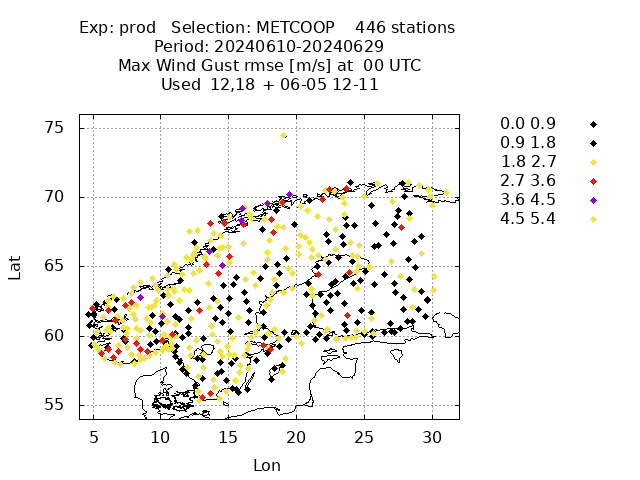 Exp: prod   Selection: METCOOP    446 stations
Period: 20240610-20240629
Max Wind Gust rmse [m/s] at  00 UTC
Used  12,18 + 06-05 12-11
0.0 0.9
0.9 1.8
1.8 2.7
2.7 3.6
3.6 4.5
4.5 5.4
75
70
65
60
55
Lat
5 10 15 20 25 30
Lon